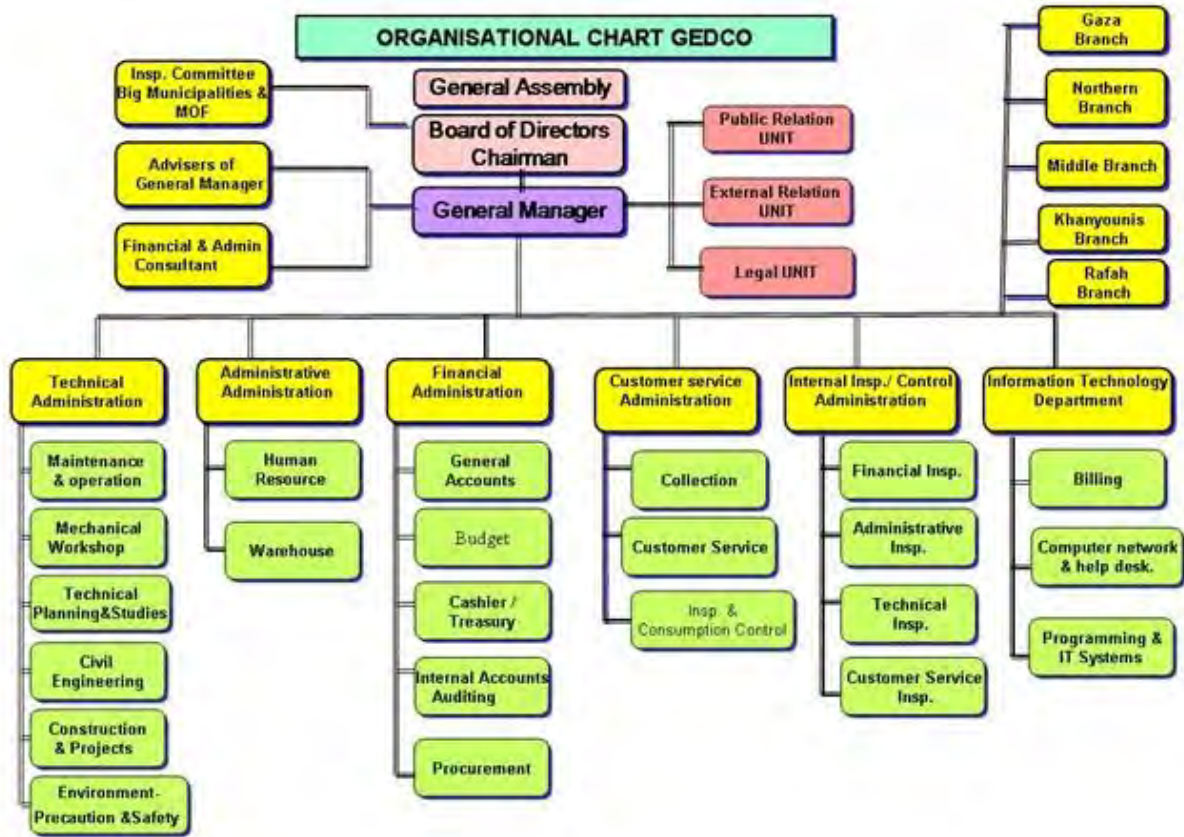 ORGANISATIONAL CHART GEDCO
Insp. Committee
Big Municipalities &
MOF
Advisers of
General Manager
Financial & Admin
Consultant
General Assembly
Board of Directors
Chairman
General Manager
Public Relation
UNIT
External Relation
UNIT
Legal UNIT
Gaza
Branch
Northern
Branch
Middle Branch
Khanyounis
Branch
Rafah
Branch
Technical
Administration
Maintenance
& operation
Mechanical
Workshop
Technical
Planning&Studies
Civil
Engineering
Construction
& Projects
Environment-
Precaution &Safety
Administrative
Administration
Human
Resource
Warehouse
Financial
Administration
General
Accounts
Budget
Cashier /
Treasury
Internal Accounts
Auditing
Procurement
Customer service
Administration
Collection
Customer Service
Insp. &
Consumption Control
Internal Insp./ Control
Administration
Financial Insp.
Administrative
Insp.
Technical
Insp.
Customer Service
Insp.
Information Technology
Department
Billing
Computer network
& help desk.
Programming &
IT Systems